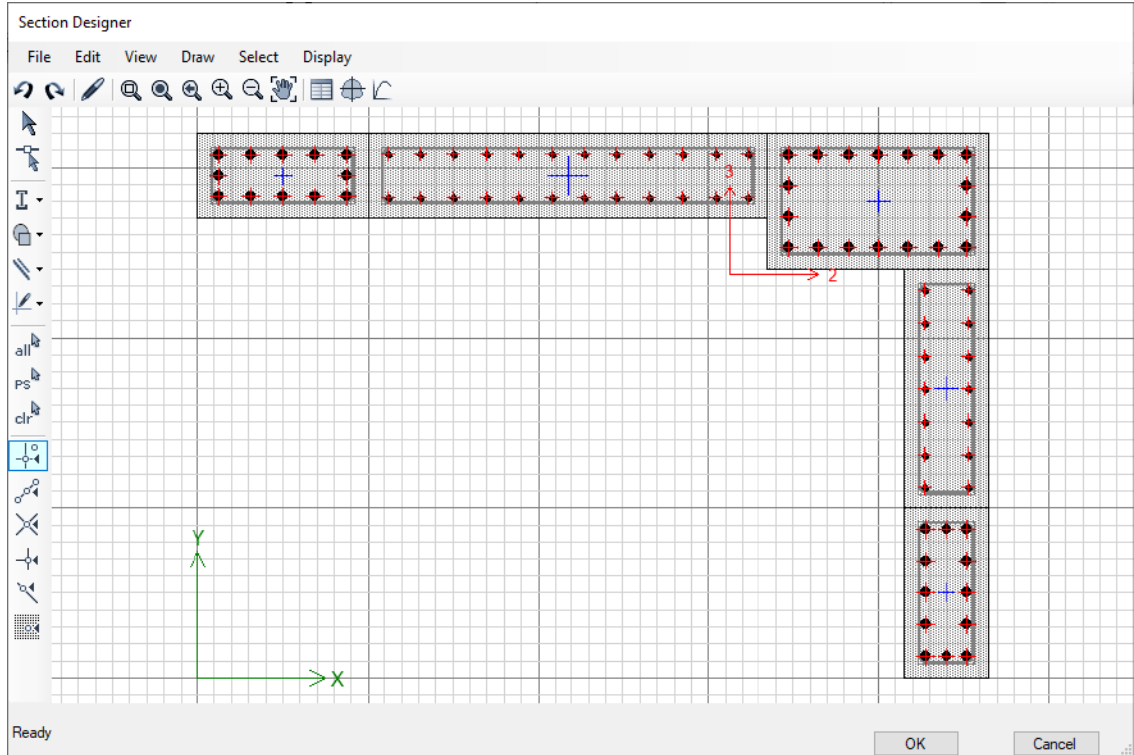 Section Designer
File Edit View Draw Select Display
3
2
all
PS
clr
Y
X
Ready
OK Cancel